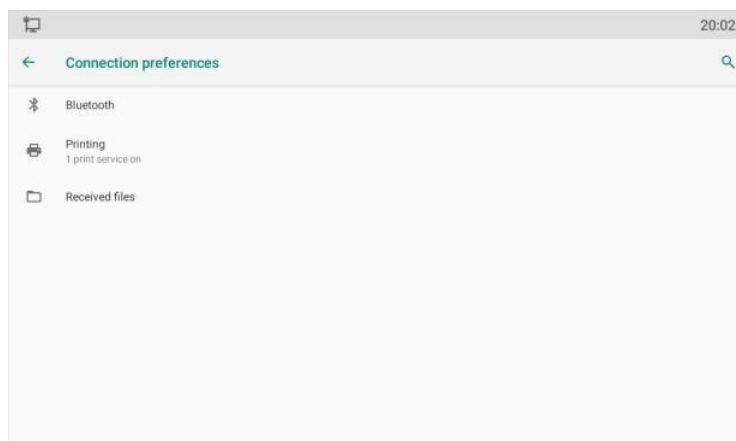 20:02
Connection preferences
Bluetooth
Printing
1 print service on
Received files